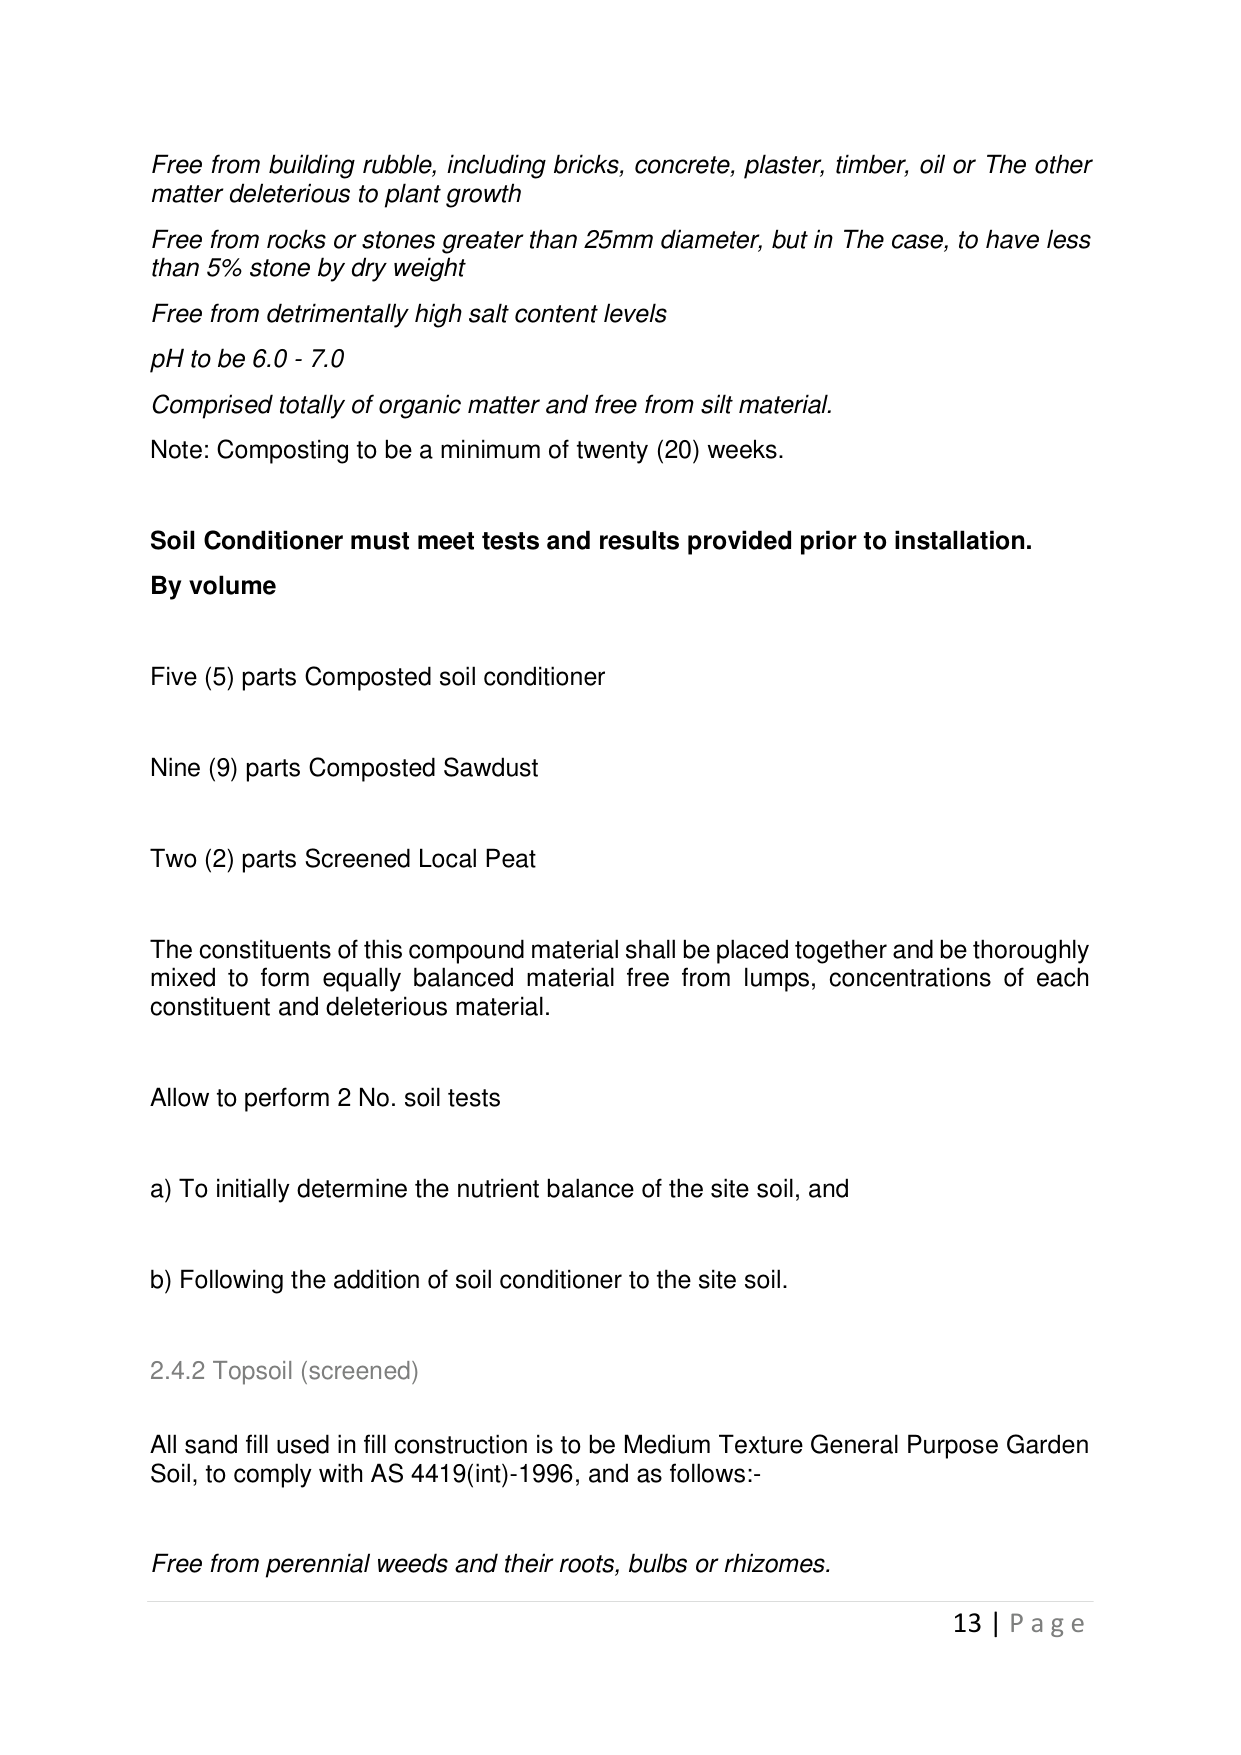 Free from building rubble, including bricks, concrete, plaster, timber, oil or The other
matter deleterious to plant growth
Free from rocks or stones greater than 25mm diameter, but in The case, to have less
than 5% stone by dry weight
Free from detrimentally high salt content levels
pH to be 6.0 - 7.0
Comprised totally of organic matter and free from silt material.
Note: Composting to be a minimum of twenty (20) weeks.
Soil Conditioner must meet tests and results provided prior to installation.
By volume
Five (5) parts Composted soil conditioner
Nine (9) parts Composted Sawdust
Two (2) parts Screened Local Peat
The constituents of this compound material shall be placed together and be thoroughly
mixed to form equally balanced material free from lumps, concentrations of each
constituent and deleterious material.
Allow to perform 2 No. soil tests
a) To initially determine the nutrient balance of the site soil, and
b) Following the addition of soil conditioner to the site soil.
2.4.2 Topsoil (screened)
All sand fill used in fill construction is to be Medium Texture General Purpose Garden
Soil, to comply with AS 4419(int)-1996, and as follows:-
Free from perennial weeds and their roots, bulbs or rhizomes.
13 | Page